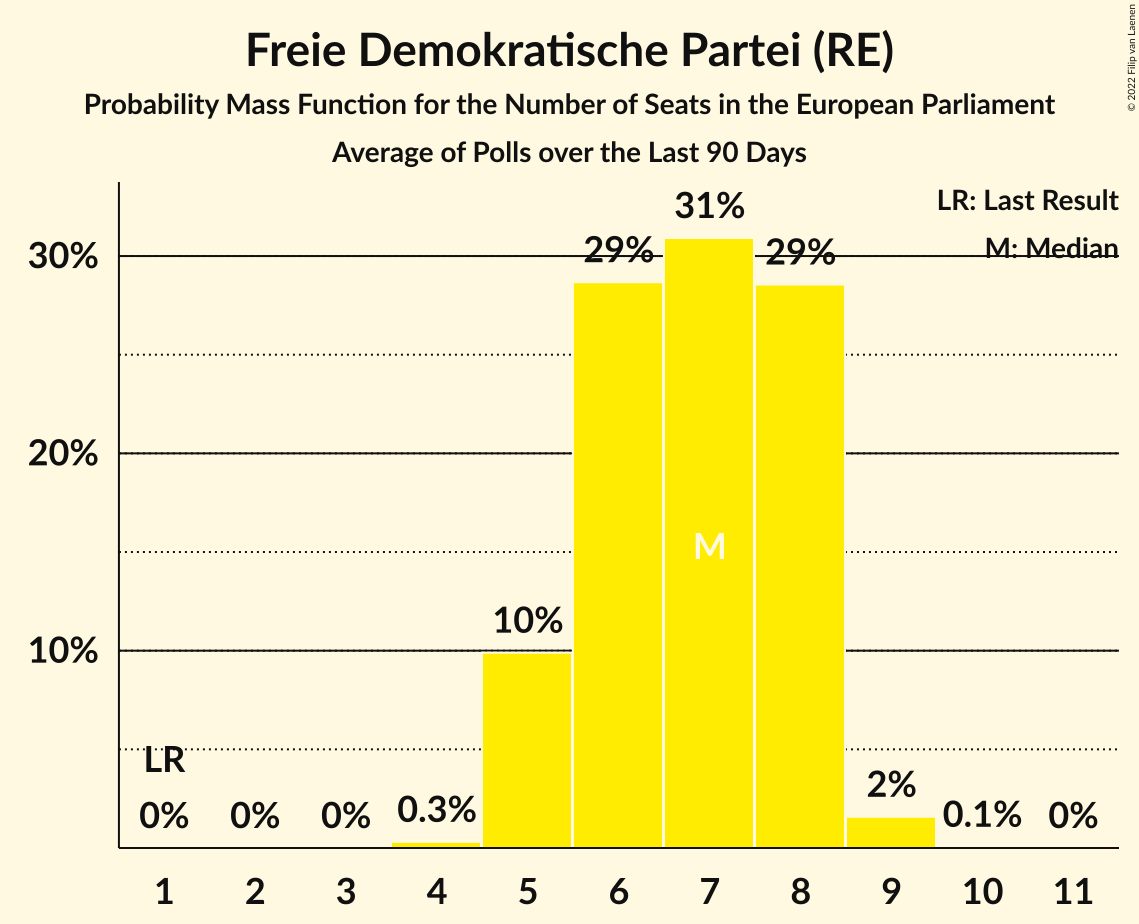 Freie Demokratische Partei (RE)
Probability Mass Function for the Number of Seats in the European Parliament
Average of Polls over the Last 90 Days
© 2022 Filip van Laenen
LR: Last Result
M: Median
30%
20%
10%
LR
0%
0%
0%
0.3%
10%
29%
31%
29%
2%
0.1%
0%
M
1 2 3 4 5 6 7 8 9 10 11